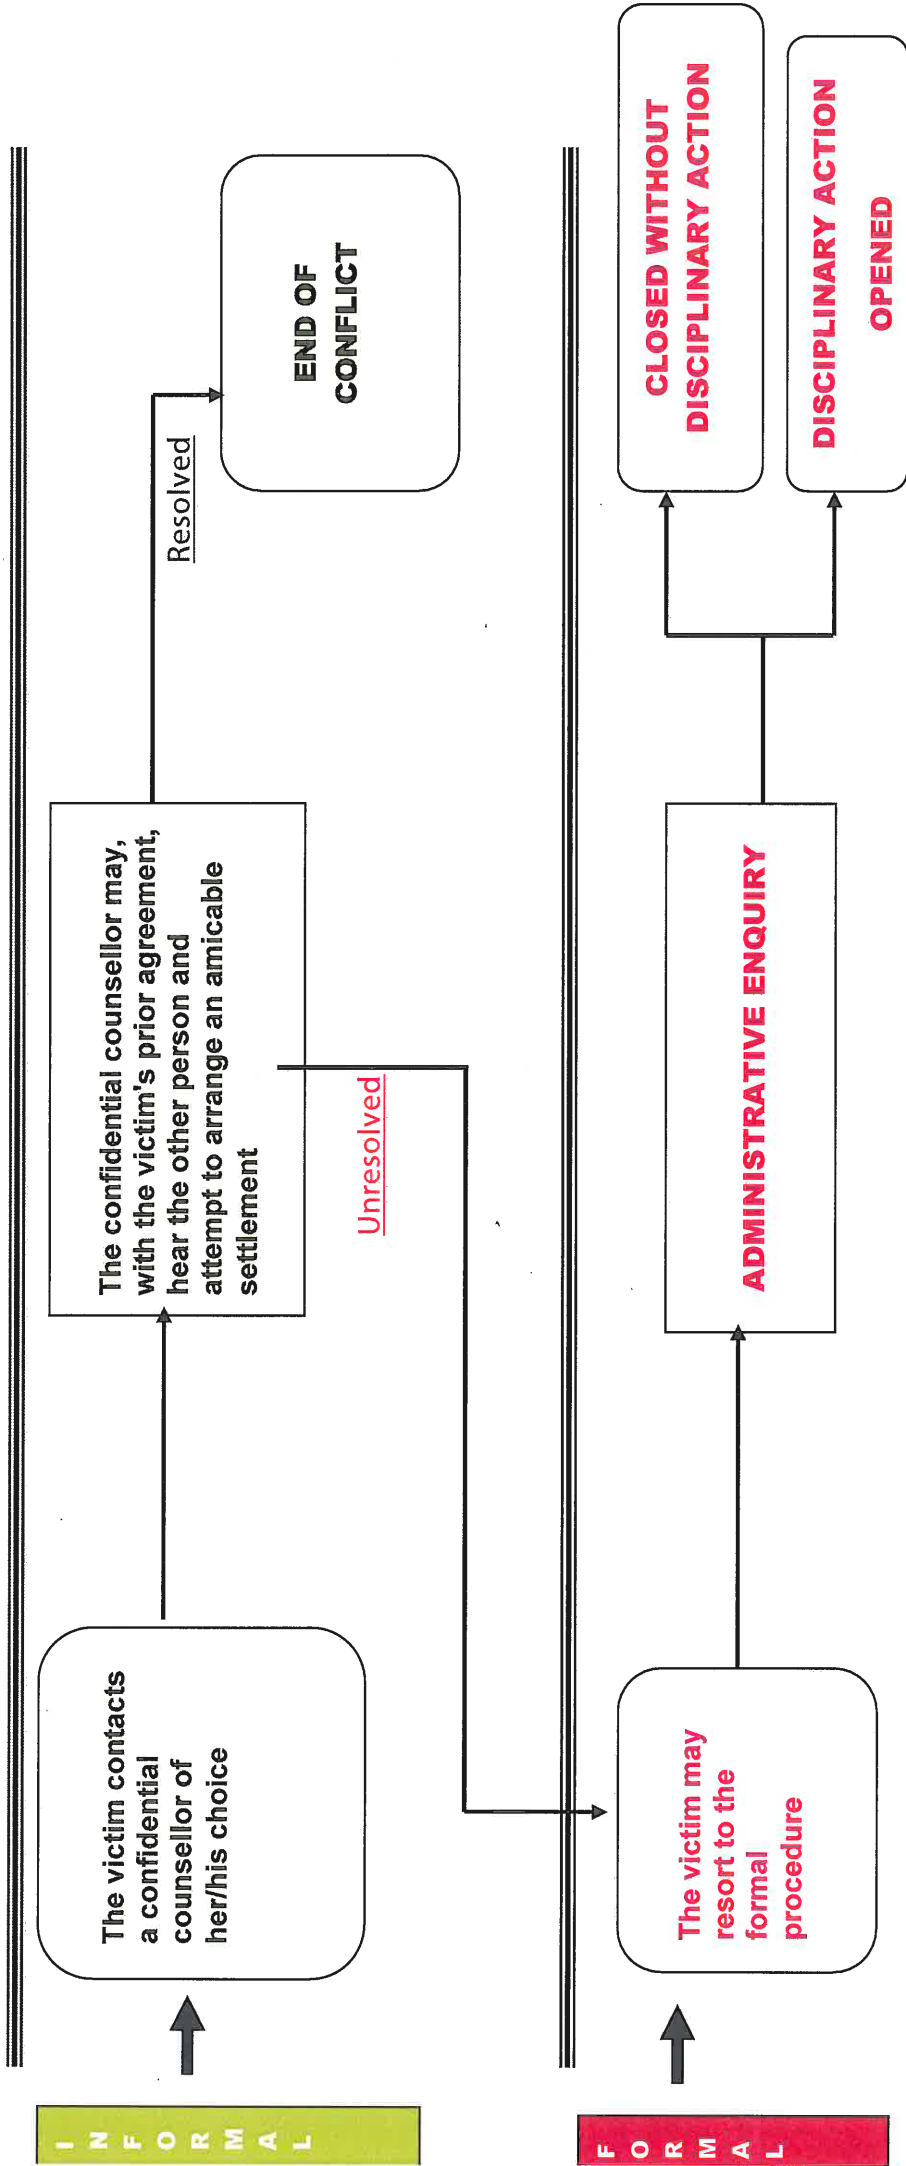 INFORMAL
The victim contacts
a confidential
counsellor of
her/his choice
The confidential counsellor may,
with the victim's prior agreement,
hear the other person and
attempt to arrange an amicable
settlement
Resolved
END OF
CONFLICT
Unresolved
FORMAL
The victim may
resort to the
formal
procedure
ADMINISTRATIVE ENQUIRY
CLOSED WITHOUT
DISCIPLINARY ACTION
DISCIPLINARY ACTION
OPENED